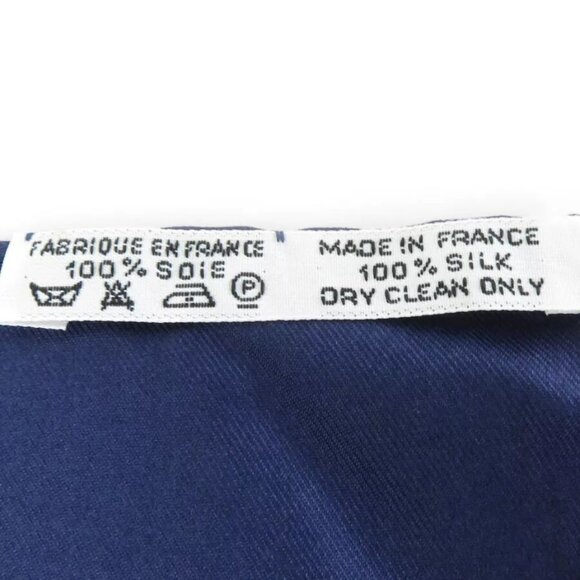 FABRIQUE EN FRANCE
100% SOIE
P
MADE IN FRANCE
100% SILK
DRY CLEAN ONLY